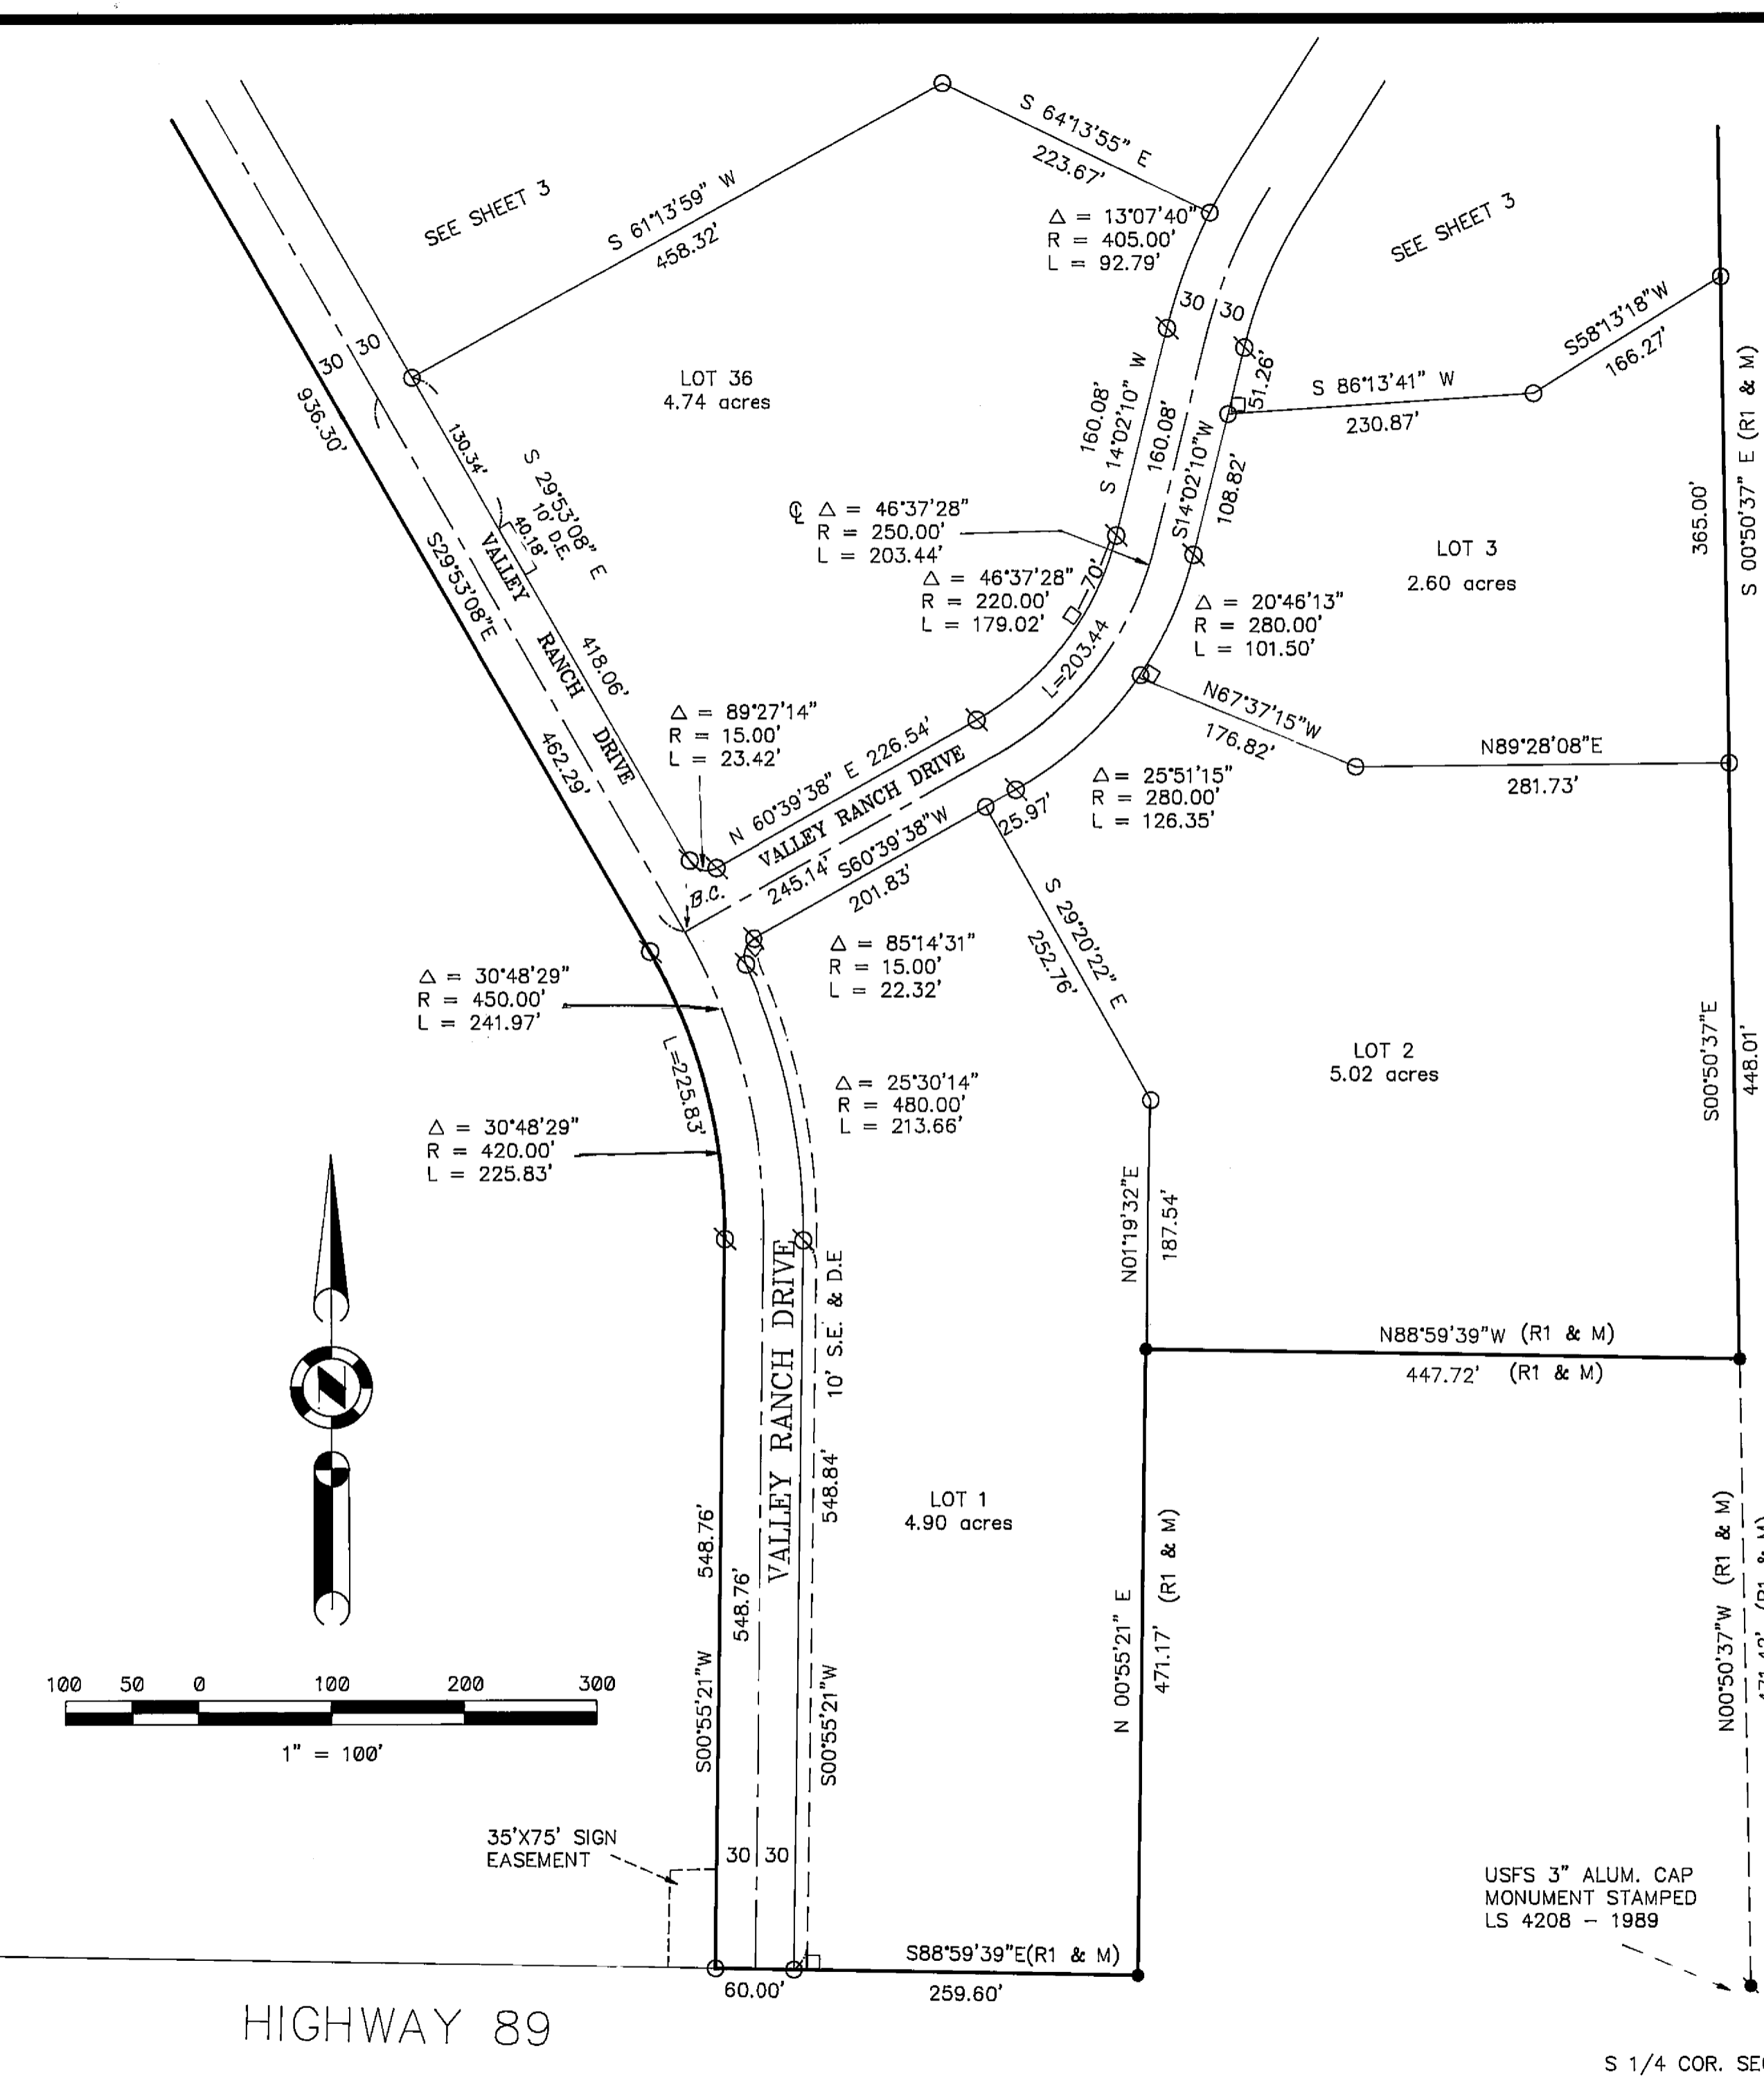 S 64°13'55" E
223.67'
SEE SHEET 3
S 61°13'59" W
458.32'
Δ = 13°07'40"
R = 405.00'
L = 92.79'
SEE SHEET 3
30 30
30 30
936.30'
LOT 36
4.74 acres
130.34'
S 29°53'08" E
10' D.E.
40.18'
160.08'
S 14°02'10" W
160.08'
S14°02'10"W
51.26'
108.82'
S 86°13'41" W
230.87'
S58°13'18"W
166.27'
S 00°50'37" E (R1 & M)
365.00'
LOT 3
2.60 acres
℄ Δ = 46°37'28"
R = 250.00'
L = 203.44'
Δ = 46°37'28"
R = 220.00'
L = 179.02'
70'
Δ = 20°46'13"
R = 280.00'
L = 101.50'
L=203.44
S29°53'08"E
VALLEY RANCH DRIVE
418.06'
462.29'
Δ = 89°27'14"
R = 15.00'
L = 23.42'
N 60°39'38" E 226.54'
VALLEY RANCH DRIVE
245.14'
S60°39'38"W
201.83'
25.97'
B.C.
N67°37'15"W
176.82'
N89°28'08"E
281.73'
Δ = 25°51'15"
R = 280.00'
L = 126.35'
S 29°20'22" E
252.76'
Δ = 85°14'31"
R = 15.00'
L = 22.32'
Δ = 30°48'29"
R = 450.00'
L = 241.97'
L=225.83'
Δ = 25°30'14"
R = 480.00'
L = 213.66'
Δ = 30°48'29"
R = 420.00'
L = 225.83'
LOT 2
5.02 acres
S00°50'37"E
448.01'
N01°19'32"E
187.54'
N88°59'39"W (R1 & M)
447.72' (R1 & M)
VALLEY RANCH DRIVE
10' S.E. & D.E
548.84'
S00°55'21"W
548.76'
548.76'
S00°55'21"W
LOT 1
4.90 acres
N 00°55'21" E
471.17' (R1 & M)
N00°50'37"W (R1 & M)
N
100 50 0 100 200 300
1" = 100'
35'X75' SIGN
EASEMENT
30 30
S88°59'39"E(R1 & M)
60.00'
259.60'
USFS 3" ALUM. CAP
MONUMENT STAMPED
LS 4208 - 1989
HIGHWAY 89
S 1/4 COR.